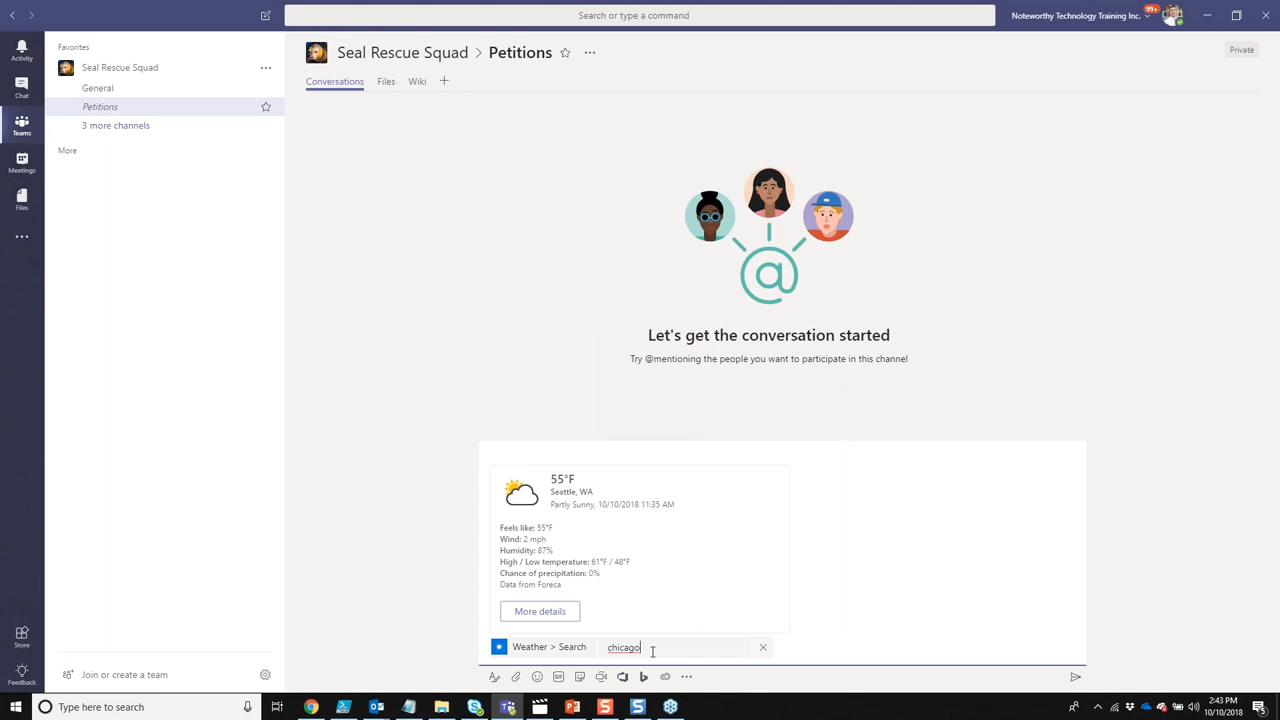 Search or type a command
Noteworthy Technology Training Inc.
99+
Activity
Chat
Teams
Meetings
Files
Store
Feedback
Favorites
Seal Rescue Squad
General
Petitions
3 more channels
More
Join or create a team
Seal Rescue Squad > Petitions
Private
Conversations Files Wiki
Let's get the conversation started
Try @mentioning the people you want to participate in this channel
55°F
Seattle, WA
Partly Sunny, 10/10/2018 11:35 AM
Feels like: 55°F
Wind: 2 mph
Humidity: 87%
High / Low temperature: 61°F / 48°F
Chance of precipitation: 0%
Data from Foreca
More details
Weather > Search chicago
GIF
Type here to search
2:43 PM
10/10/2018